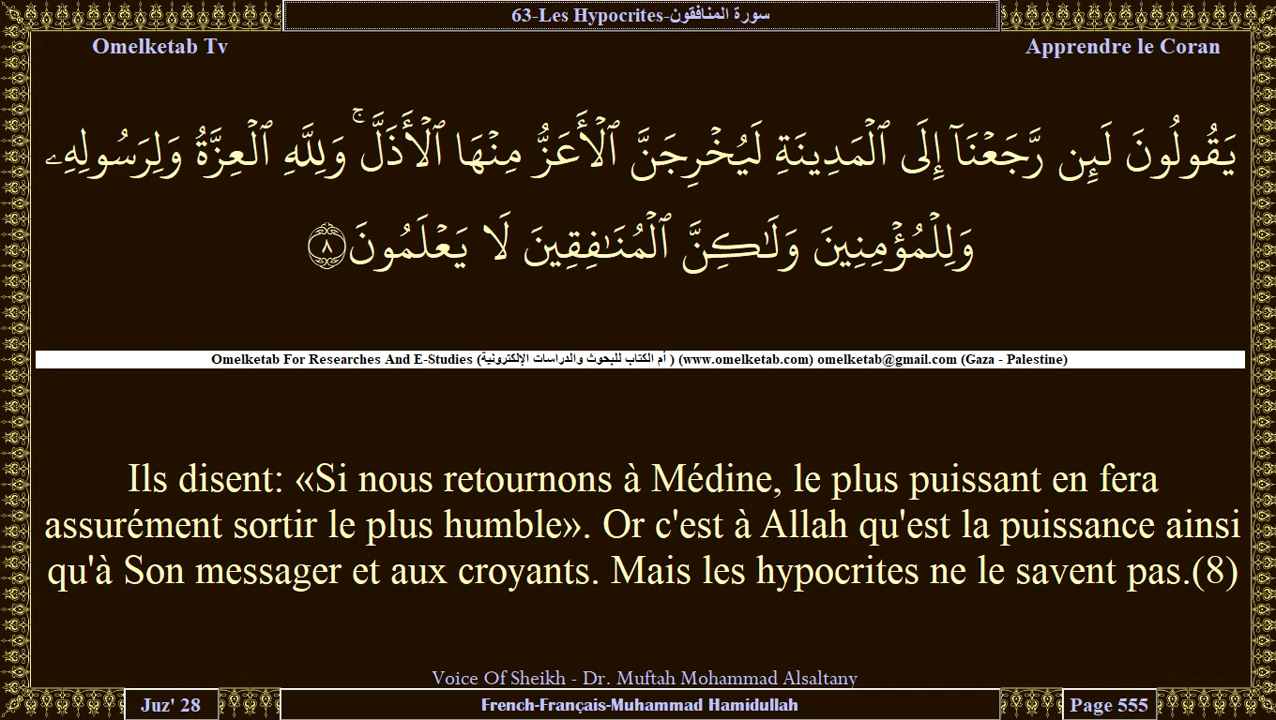 63-Les Hypocrites-سورة المنافقون
Omelketab Tv
Apprendre le Coran
يَقُولُونَ لَئِن رَّجَعْنَآ إِلَى ٱلْمَدِينَةِ لَيُخْرِجَنَّ ٱلْأَعَزُّ مِنْهَا ٱلْأَذَلَّ ۚ وَلِلَّهِ ٱلْعِزَّةُ وَلِرَسُولِهِۦ
وَلِلْمُؤْمِنِينَ وَلَٰكِنَّ ٱلْمُنَٰفِقِينَ لَا يَعْلَمُونَ ٨
Omelketab For Researches And E-Studies (أم الكتاب للبحوث والدراسات الإلكترونية ) (www.omelketab.com) omelketab@gmail.com (Gaza - Palestine)
Ils disent: «Si nous retournons à Médine, le plus puissant en fera
assurément sortir le plus humble». Or c'est à Allah qu'est la puissance ainsi
qu'à Son messager et aux croyants. Mais les hypocrites ne le savent pas.(8)
Voice Of Sheikh - Dr. Muftah Mohammad Alsaltany
Juz' 28
French-Français-Muhammad Hamidullah
Page 555